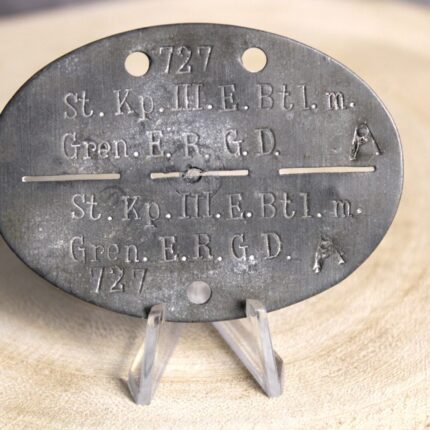 727
St. Kp. III. E. Btl. m.
Gren. E. R. G. D. A
St. Kp. III. E. Btl. m.
Gren. E. R. G. D. A
727